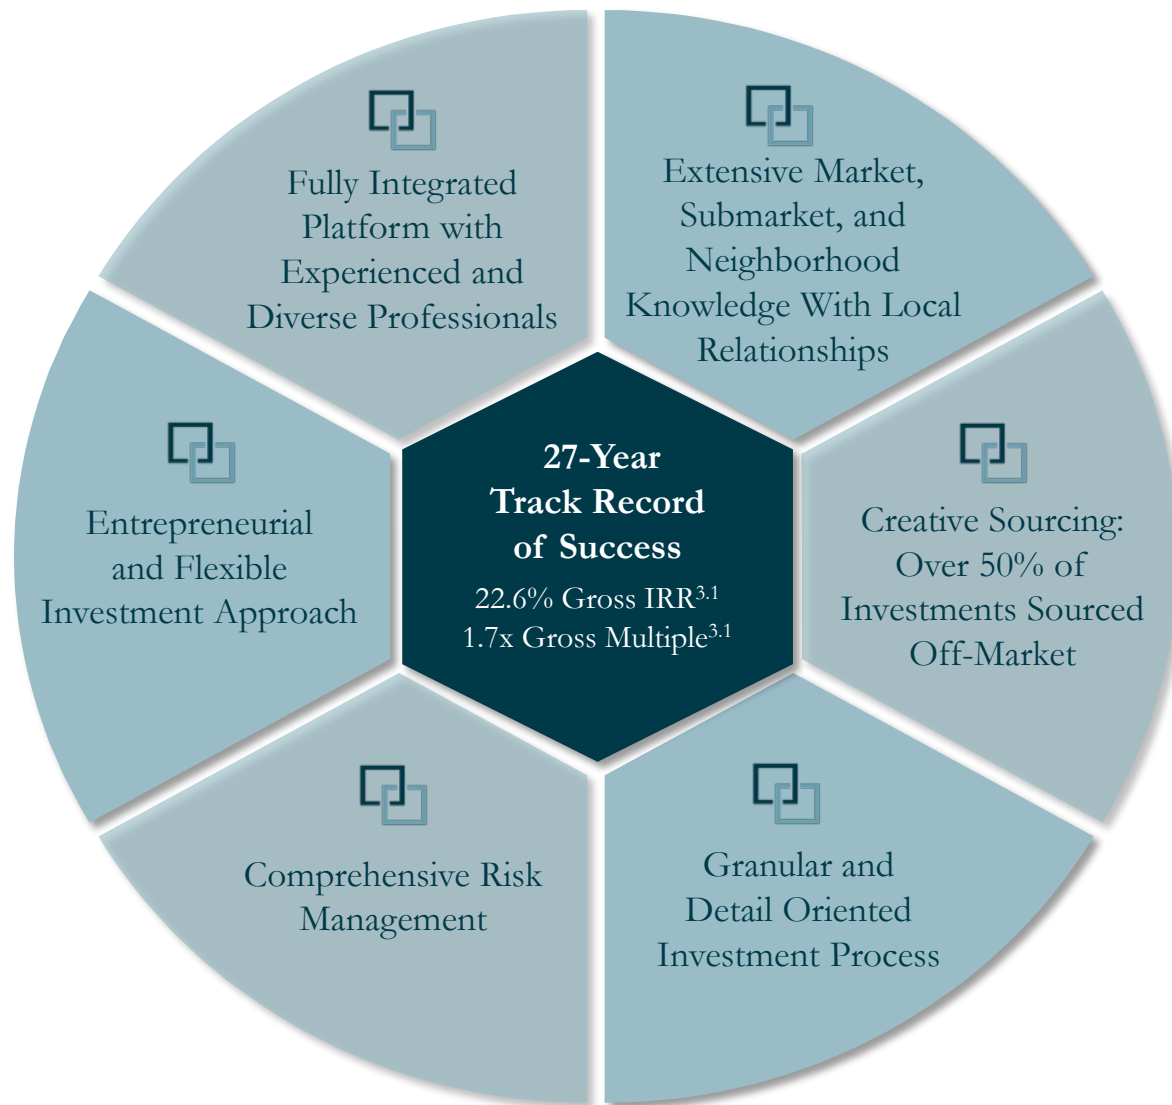 Fully Integrated
Platform with
Experienced and
Diverse Professionals
Extensive Market,
Submarket, and
Neighborhood
Knowledge With Local
Relationships
Entrepreneurial
and Flexible
Investment Approach
27-Year
Track Record
of Success
22.6% Gross IRR3.1
1.7x Gross Multiple3.1
Creative Sourcing:
Over 50% of
Investments Sourced
Off-Market
Comprehensive Risk
Management
Granular and
Detail Oriented
Investment Process